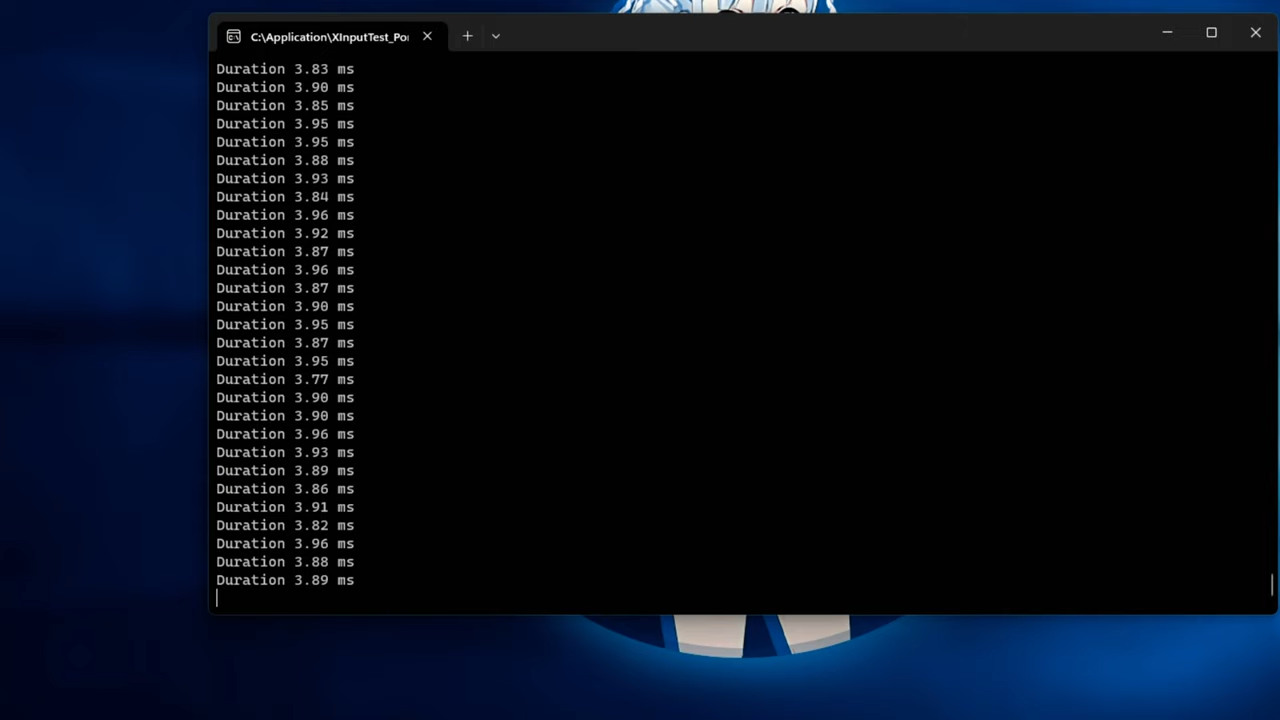 C:\Application\XInputTest_Po
Duration 3.83 ms
Duration 3.90 ms
Duration 3.85 ms
Duration 3.95 ms
Duration 3.95 ms
Duration 3.88 ms
Duration 3.93 ms
Duration 3.84 ms
Duration 3.96 ms
Duration 3.92 ms
Duration 3.87 ms
Duration 3.96 ms
Duration 3.87 ms
Duration 3.90 ms
Duration 3.95 ms
Duration 3.87 ms
Duration 3.95 ms
Duration 3.77 ms
Duration 3.90 ms
Duration 3.90 ms
Duration 3.96 ms
Duration 3.93 ms
Duration 3.89 ms
Duration 3.86 ms
Duration 3.91 ms
Duration 3.82 ms
Duration 3.96 ms
Duration 3.88 ms
Duration 3.89 ms